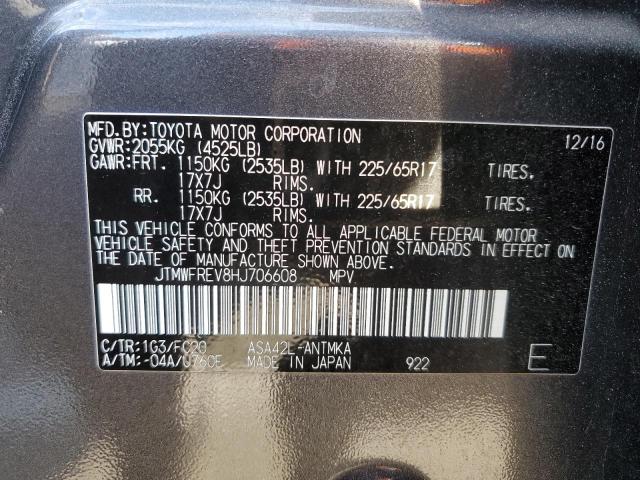 MFD.BY:TOYOTA MOTOR CORPORATION 12/16
GVWR:2055KG (4525LB)
GAWR:FRT. 1150KG (2535LB) WITH 225/65R17 TIRES.
17X7J RIMS.
RR. 1150KG (2535LB) WITH 225/65R17 TIRES.
17X7J RIMS.
THIS VEHICLE CONFORMS TO ALL APPLICABLE FEDERAL MOTOR
VEHICLE SAFETY AND THEFT PREVENTION STANDARDS IN EFFECT ON
THE DATE OF MANUFACTURE SHOWN ABOVE.
JTMWFREV8HJ706608 MPV
C/TR:1G3/FC20 ASA42L-ANTMKA
A/TM:-04A/U760E MADE IN JAPAN 922 E